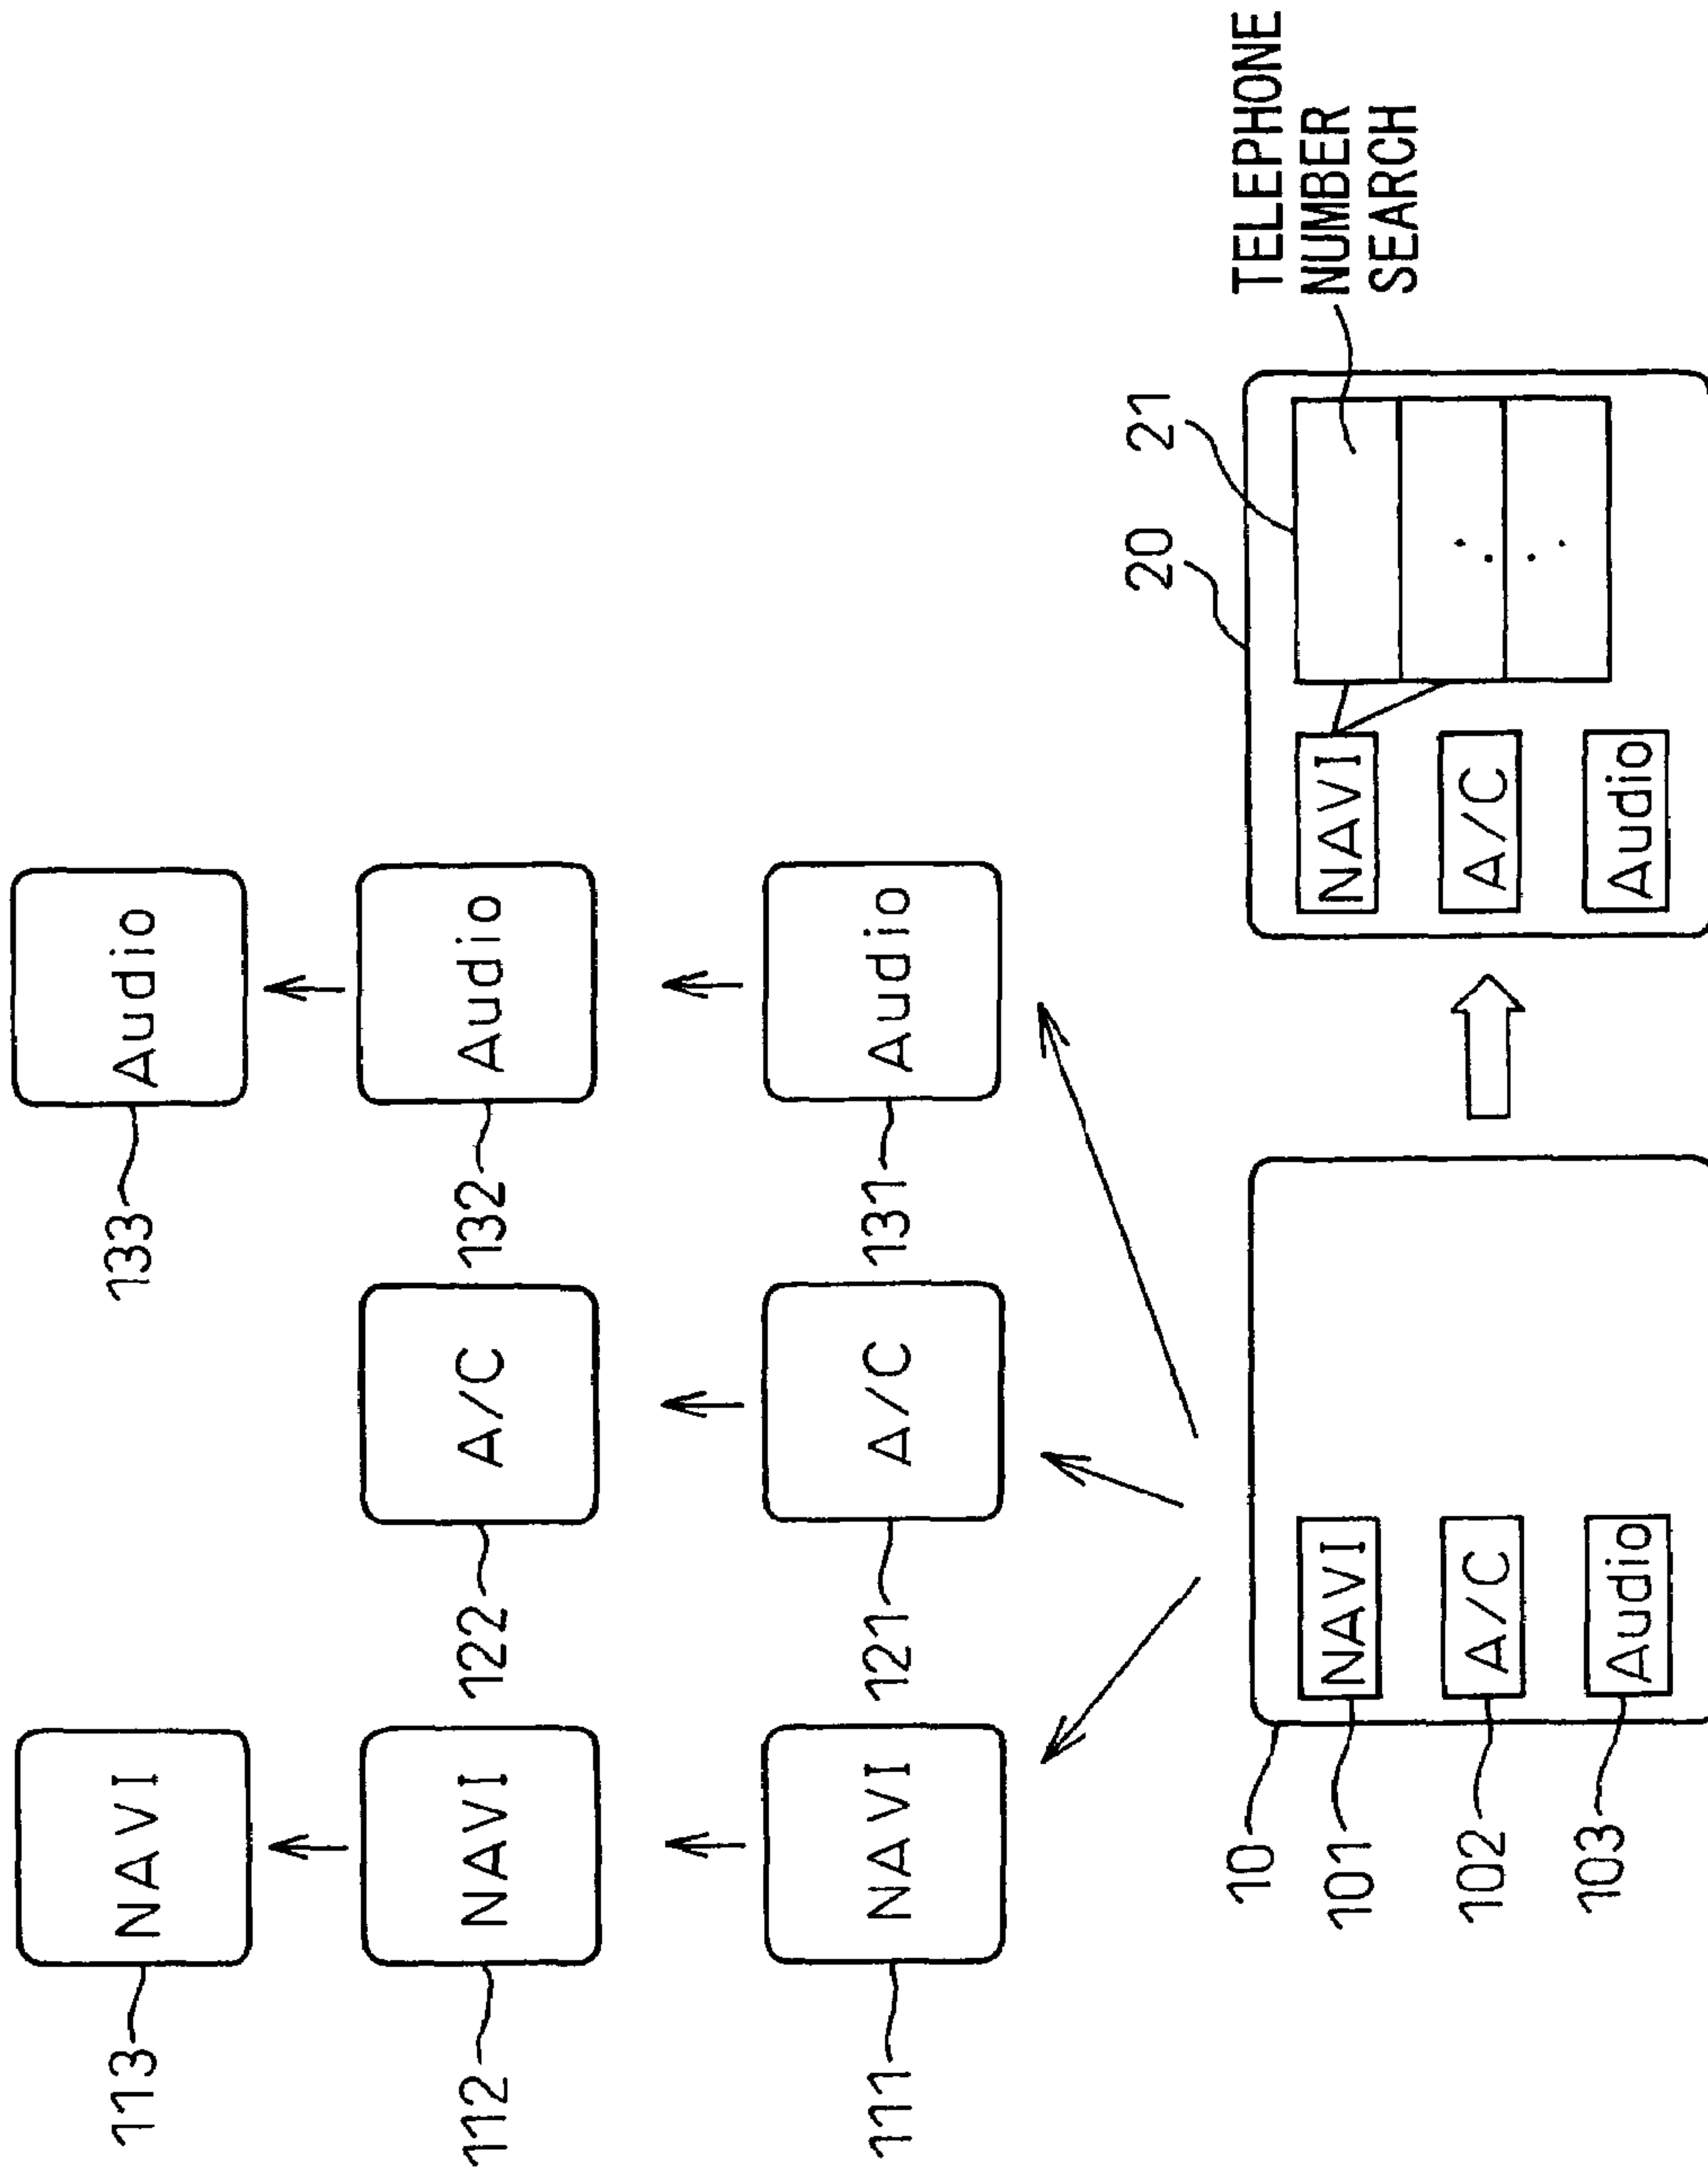 113
NAVI
133
Audio
112
NAVI
122
A/C
132
Audio
111
NAVI
121
A/C
131
Audio
10
101
NAVI
102
A/C
103
Audio
20
21
NAVI
A/C
Audio
TELEPHONE
NUMBER
SEARCH